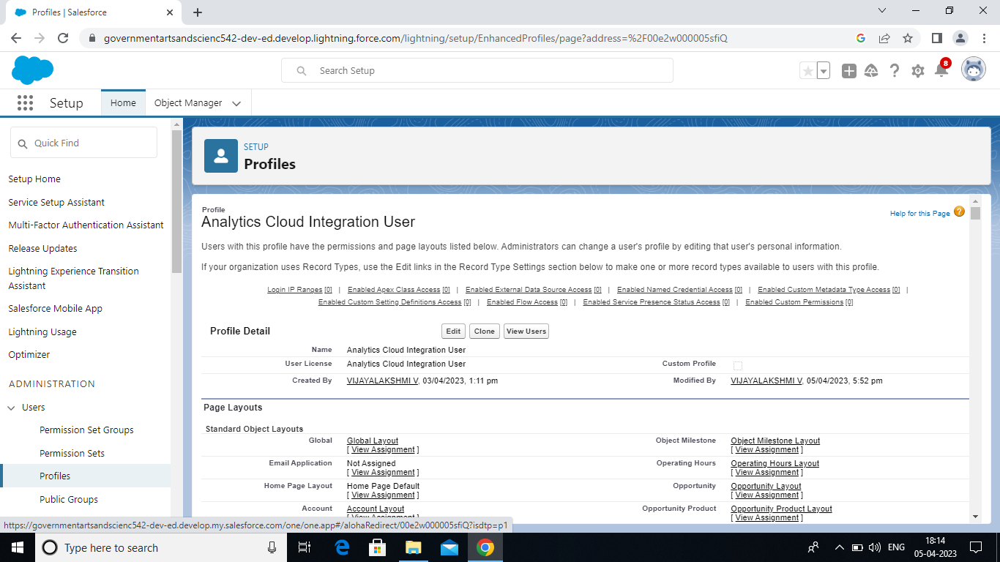 Profiles | Salesforce
governmentartsandscienc542-dev-ed.develop.lightning.force.com/lightning/setup/EnhancedProfiles/page?address=%2F00e2w000005sfiQ
Search Setup
8
Setup
Home
Object Manager
Quick Find
Setup Home
Service Setup Assistant
Multi-Factor Authentication Assistant
Release Updates
Lightning Experience Transition
Assistant
Salesforce Mobile App
Lightning Usage
Optimizer
ADMINISTRATION
Users
Permission Set Groups
Permission Sets
Profiles
Public Groups
SETUP
Profiles
Profile
Analytics Cloud Integration User
Help for this Page ?
Users with this profile have the permissions and page layouts listed below. Administrators can change a user's profile by editing that user's personal information.
If your organization uses Record Types, use the Edit links in the Record Type Settings section below to make one or more record types available to users with this profile.
Login IP Ranges [0] | Enabled Apex Class Access [0] | Enabled External Data Source Access [0] | Enabled Named Credential Access [0] | Enabled Custom Metadata Type Access [0] |
Enabled Custom Setting Definitions Access [0] | Enabled Flow Access [0] | Enabled Service Presence Status Access [0] | Enabled Custom Permissions [0]
Profile Detail Edit Clone View Users
Name Analytics Cloud Integration User
User License Analytics Cloud Integration User Custom Profile
Created By VIJAYALAKSHMI V, 03/04/2023, 1:11 pm Modified By VIJAYALAKSHMI V, 05/04/2023, 5:52 pm
Page Layouts
Standard Object Layouts
Global Global Layout Object Milestone Object Milestone Layout
[ View Assignment ] [ View Assignment ]
Email Application Not Assigned Operating Hours Operating Hours Layout
[ View Assignment ] [ View Assignment ]
Home Page Layout Home Page Default Opportunity Opportunity Layout
[ View Assignment ] [ View Assignment ]
Account Account Layout Opportunity Product Opportunity Product Layout
[ View Assignment ] [ View Assignment ]
https://governmentartsandscienc542-dev-ed.develop.my.salesforce.com/one/one.app#/alohaRedirect/00e2w000005sfiQ?isdtp=p1
Type here to search
ENG
18:14
05-04-2023